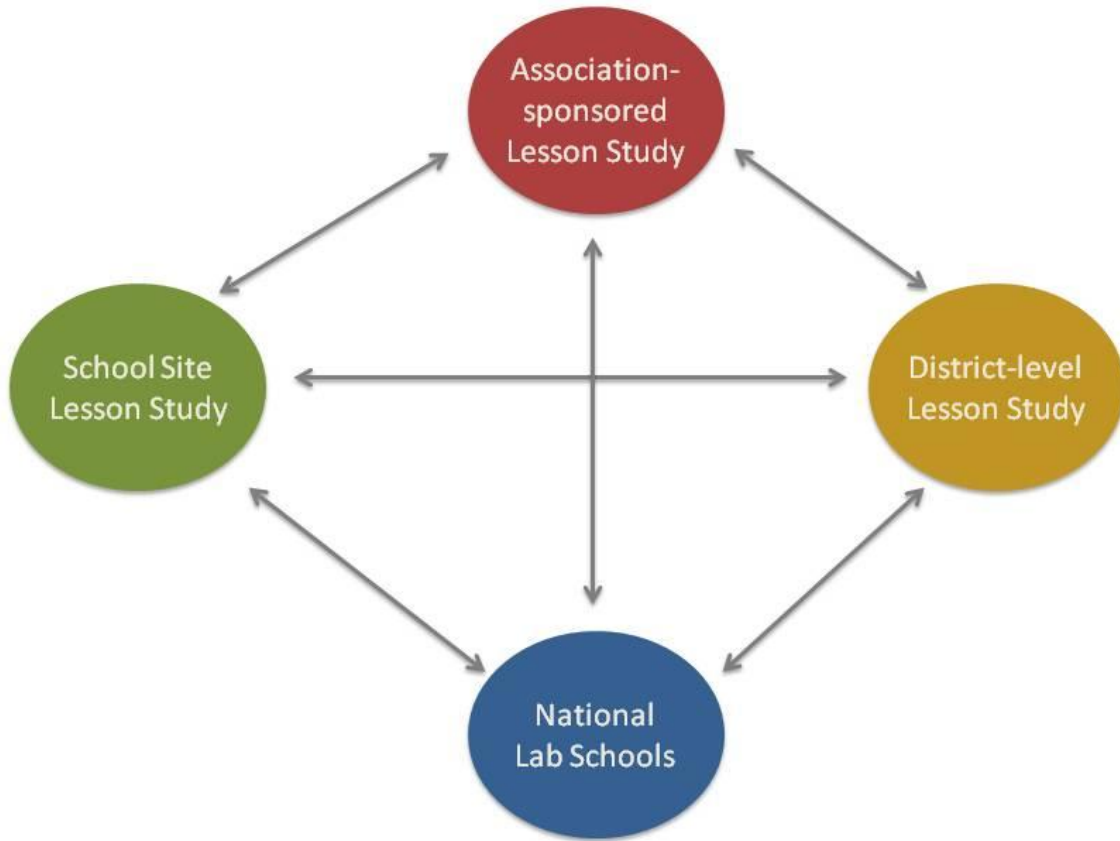 Association-
sponsored
Lesson Study
School Site
Lesson Study
District-level
Lesson Study
National
Lab Schools